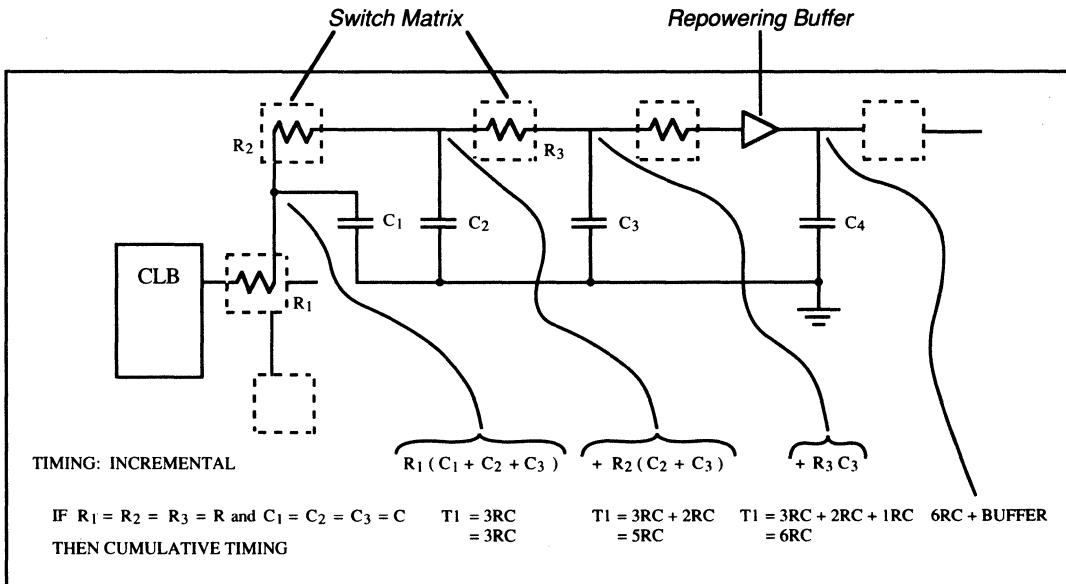 Switch Matrix
Repowering Buffer
R2
R3
C1
C2
C3
C4
CLB
R1
TIMING: INCREMENTAL
R1 ( C1 + C2 + C3 )
+ R2 ( C2 + C3 )
+ R3 C3
IF R1 = R2 = R3 = R and C1 = C2 = C3 = C
T1 = 3RC
T1 = 3RC + 2RC
T1 = 3RC + 2RC + 1RC
6RC + BUFFER
THEN CUMULATIVE TIMING
= 3RC
= 5RC
= 6RC